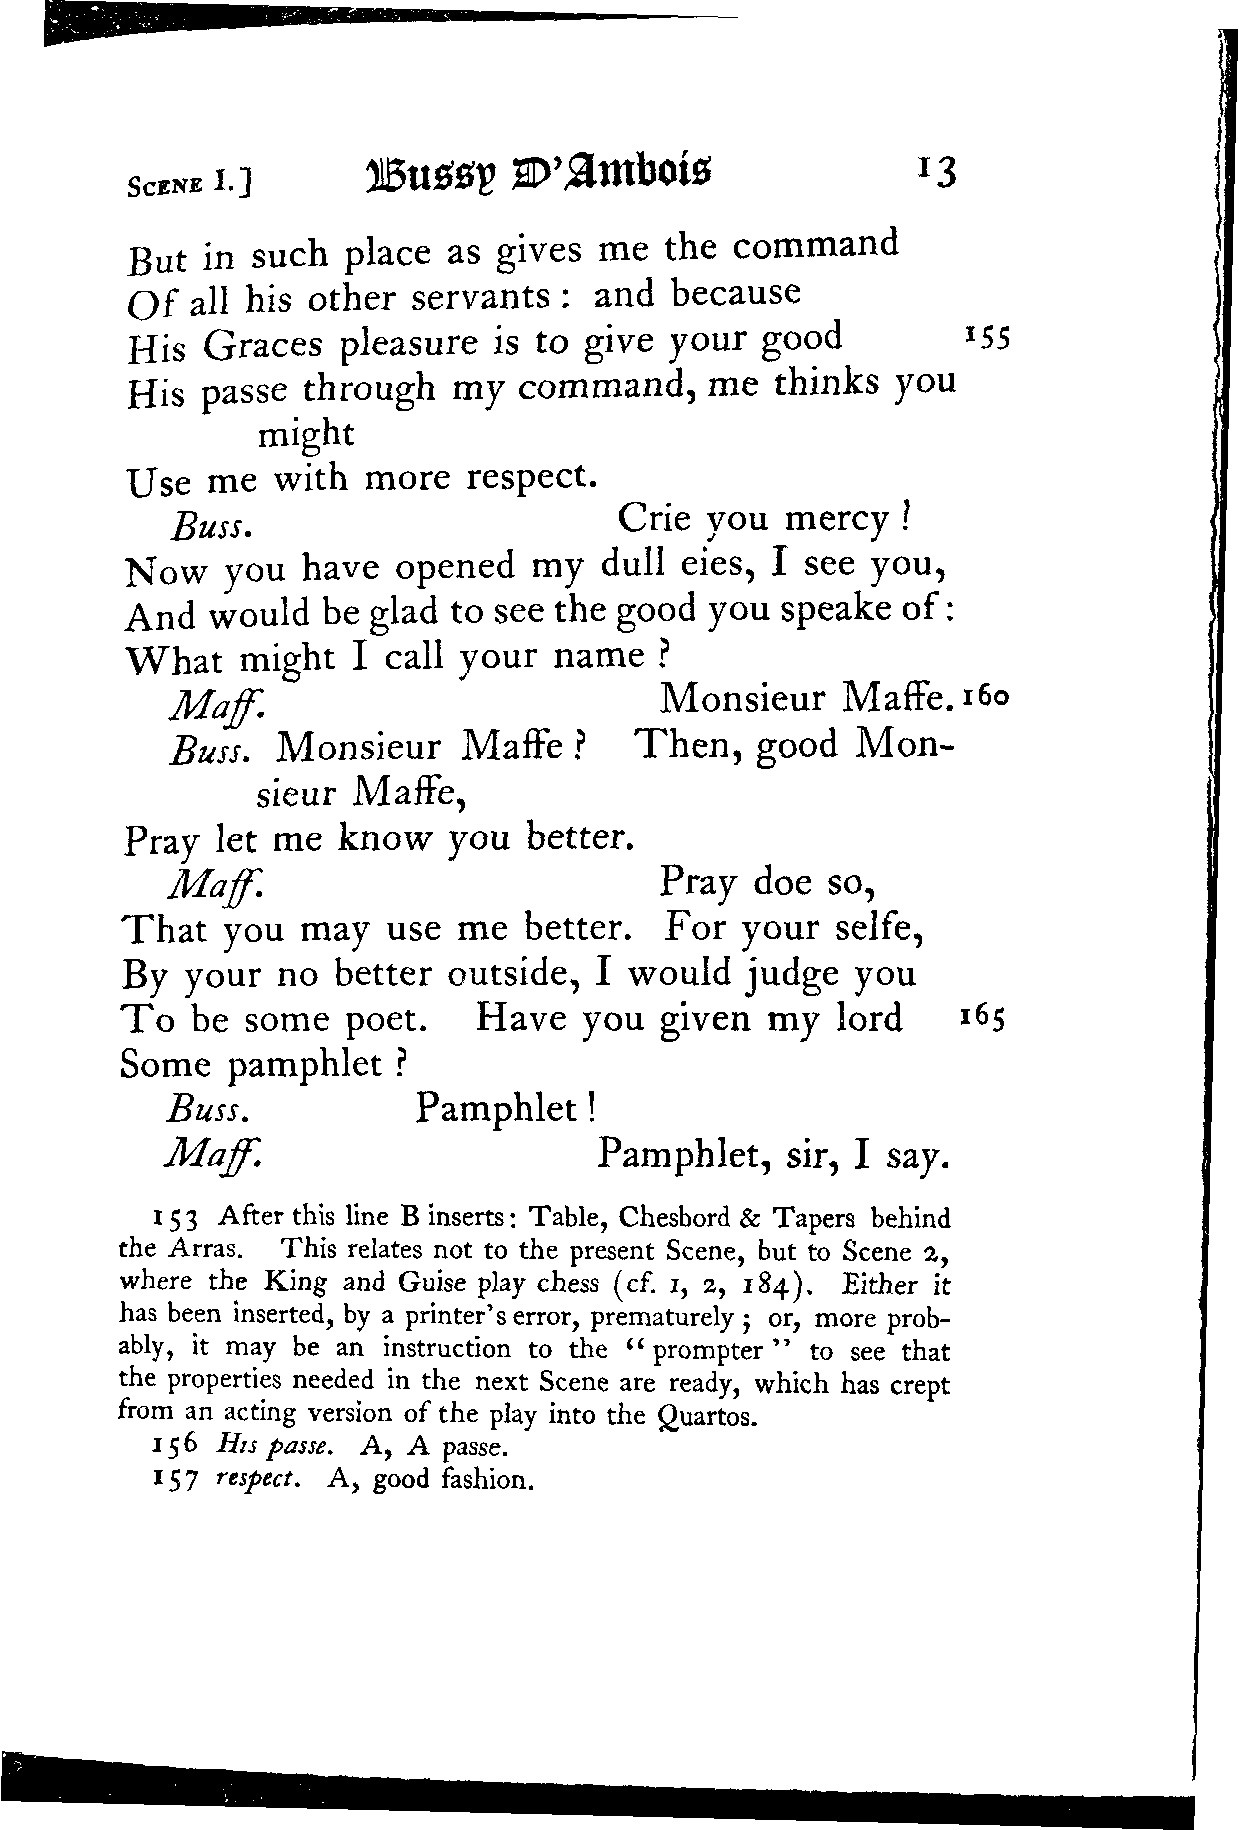 SCENE I.] Bussy D'Ambois 13
But in such place as gives me the command
Of all his other servants : and because
His Graces pleasure is to give your good 155
His passe through my command, me thinks you
might
Use me with more respect.
Buss. Crie you mercy !
Now you have opened my dull eies, I see you,
And would be glad to see the good you speake of :
What might I call your name ?
Maff. Monsieur Maffe. 160
Buss. Monsieur Maffe ? Then, good Mon-
sieur Maffe,
Pray let me know you better.
Maff. Pray doe so,
That you may use me better. For your selfe,
By your no better outside, I would judge you
To be some poet. Have you given my lord 165
Some pamphlet ?
Buss. Pamphlet !
Maff. Pamphlet, sir, I say.
153 After this line B inserts: Table, Chesbord & Tapers behind
the Arras. This relates not to the present Scene, but to Scene 2,
where the King and Guise play chess (cf. 1, 2, 184). Either it
has been inserted, by a printer's error, prematurely ; or, more prob-
ably, it may be an instruction to the “ prompter ” to see that
the properties needed in the next Scene are ready, which has crept
from an acting version of the play into the Quartos.
156 His passe. A, A passe.
157 respect. A, good fashion.